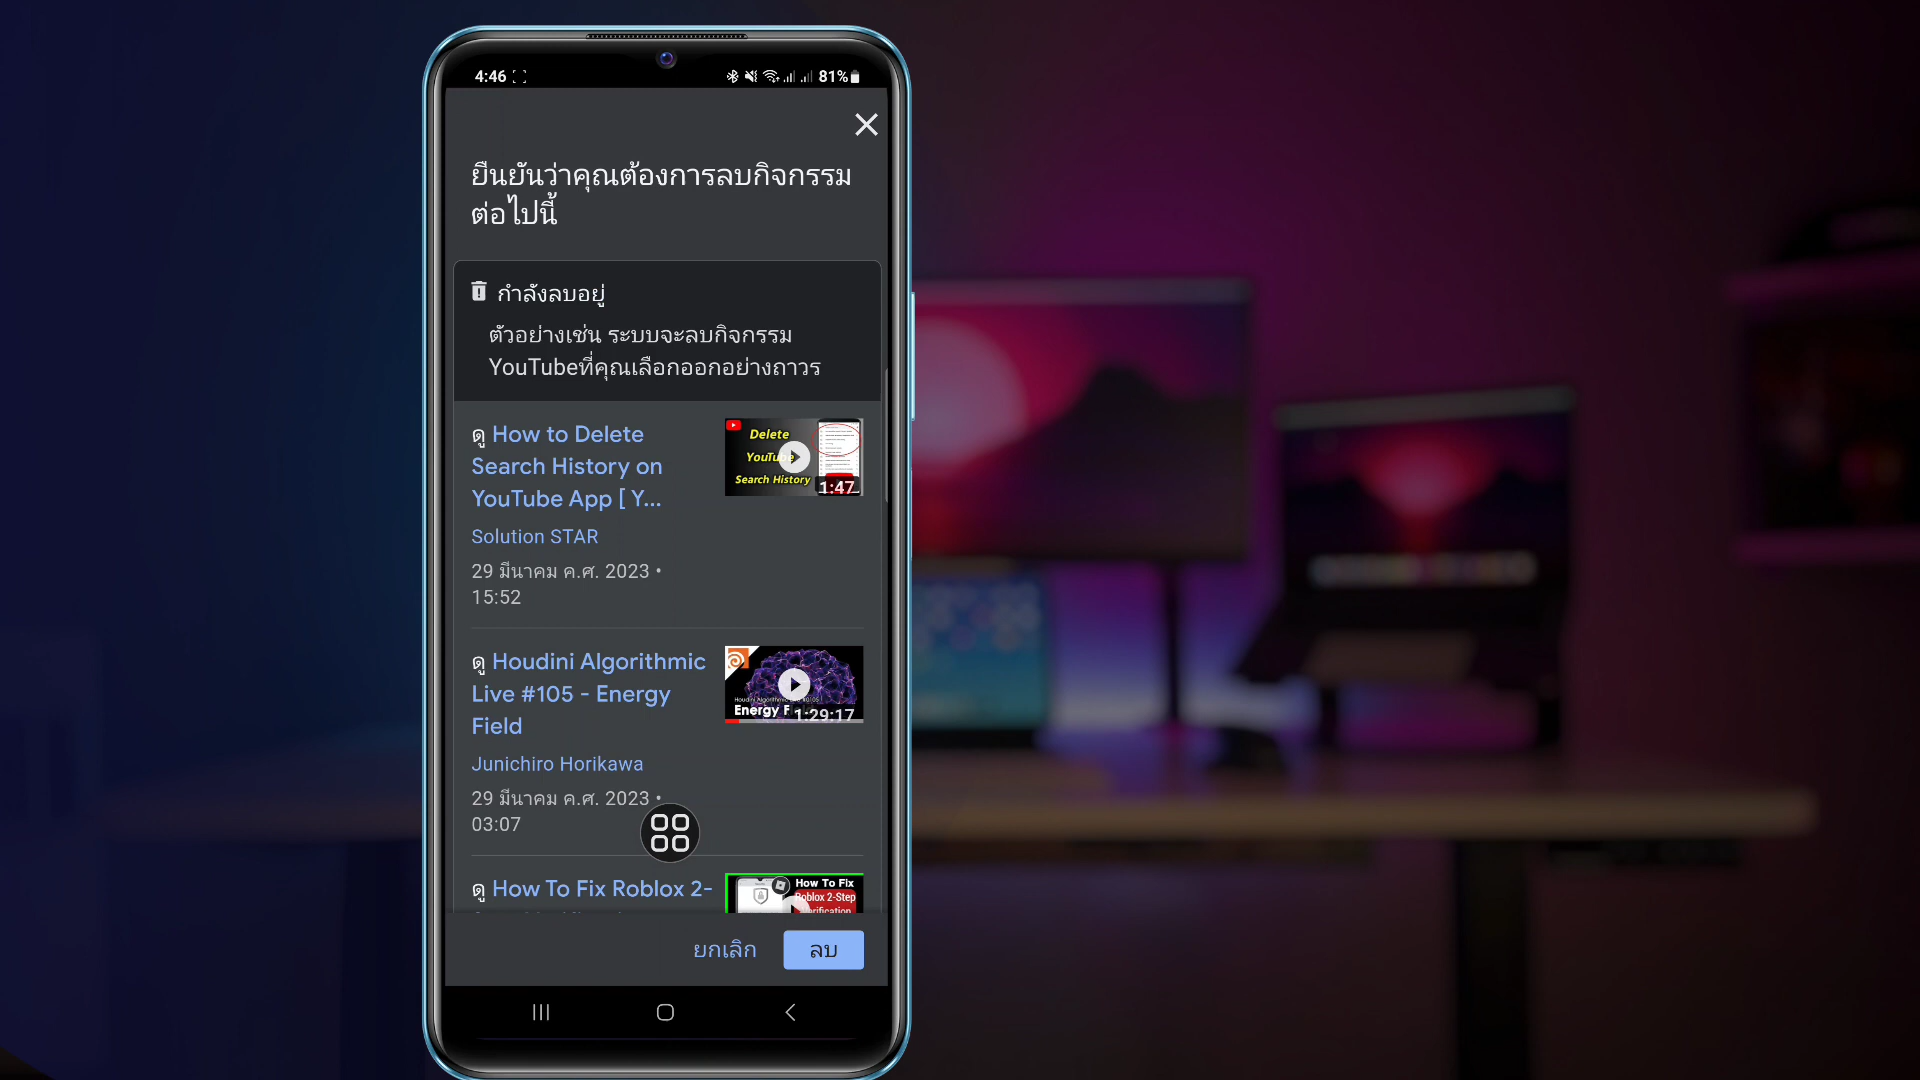 4:46
81%
ยืนยันว่าคุณต้องการลบกิจกรรม
ต่อไปนี้
กำลังลบอยู่
ตัวอย่างเช่น ระบบจะลบกิจกรรม
YouTubeที่คุณเลือกออกอย่างถาวร
ดู How to Delete
Search History on
YouTube App [ Y...
Solution STAR
29 มีนาคม ค.ศ. 2023 •
15:52
Delete
YouTube
Search History
1:47
ดู Houdini Algorithmic
Live #105 - Energy
Field
Junichiro Horikawa
29 มีนาคม ค.ศ. 2023 •
03:07
Houdini Algorithmic
Energy F
1:29:17
ดู How To Fix Roblox 2-
How To Fix
Roblox 2-Step
ยกเลิก
ลบ